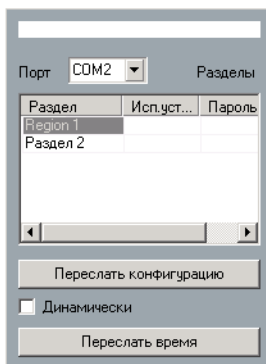 Порт COM2 Разделы
Раздел Исп.уст... Пароль
Region 1
Раздел 2
Переслать конфигурацию
Динамически
Переслать время